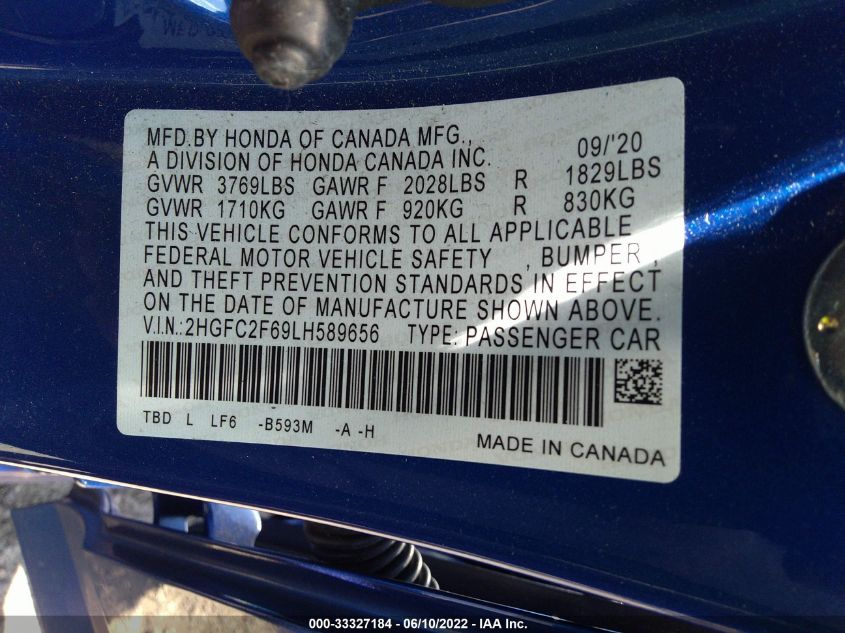 MFD.BY HONDA OF CANADA MFG.,
A DIVISION OF HONDA CANADA INC. 09/'20
GVWR 3769LBS GAWR F 2028LBS R 1829LBS
GVWR 1710KG GAWR F 920KG R 830KG
THIS VEHICLE CONFORMS TO ALL APPLICABLE
FEDERAL MOTOR VEHICLE SAFETY , BUMPER ,
AND THEFT PREVENTION STANDARDS IN EFFECT
ON THE DATE OF MANUFACTURE SHOWN ABOVE.
V.I.N.:2HGFC2F69LH589656 TYPE: PASSENGER CAR
TBD L LF6 -B593M -A -H
MADE IN CANADA
000-33327184 - 06/10/2022 - IAA Inc.